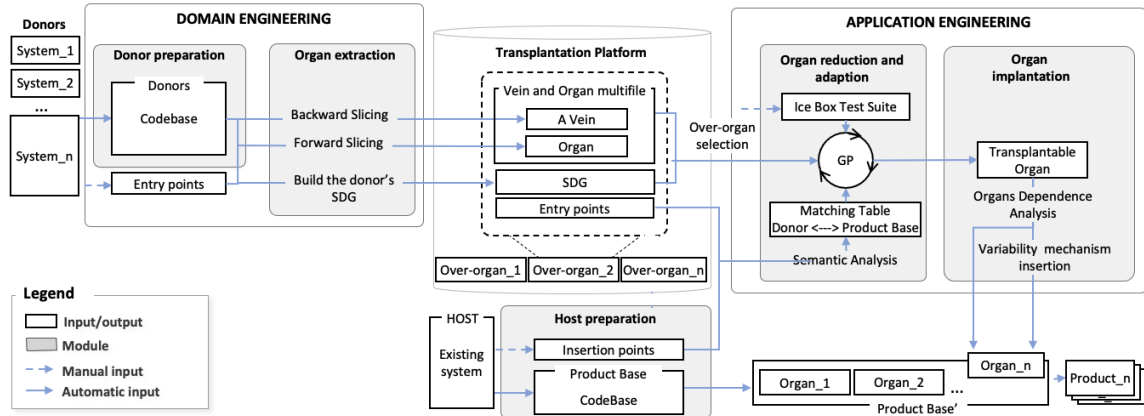 Donors
System_1
System_2
...
System_n
DOMAIN ENGINEERING
Donor preparation
Donors
Codebase
Entry points
Organ extraction
Backward Slicing
Forward Slicing
Build the donor's
SDG
Transplantation Platform
Vein and Organ multifile
A Vein
Organ
SDG
Entry points
Over-organ_1
Over-organ_2
Over-organ_n
Over-organ
selection
APPLICATION ENGINEERING
Organ reduction and
adaption
Ice Box Test Suite
GP
Matching Table
Donor <---> Product Base
Semantic Analysis
Organ
implantation
Transplantable
Organ
Organs Dependence
Analysis
Variability mechanism
insertion
Legend
Input/output
Module
Manual input
Automatic input
HOST
Existing
system
Host preparation
Insertion points
Product Base
CodeBase
Organ_1
Organ_2
...
Organ_n
Product Base'
Product_n